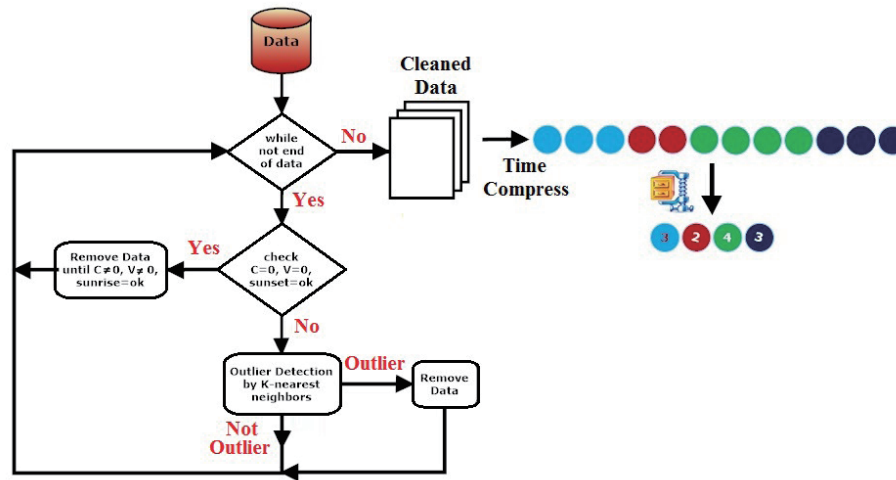 Data
while
not end
of data
No
Cleaned
Data
Time
Compress
3 2 4 3
Yes
check
C=0, V=0,
sunset=ok
Yes
Remove Data
until C≠0, V≠ 0,
sunrise=ok
No
Outlier Detection
by K-nearest
neighbors
Outlier
Remove
Data
Not
Outlier